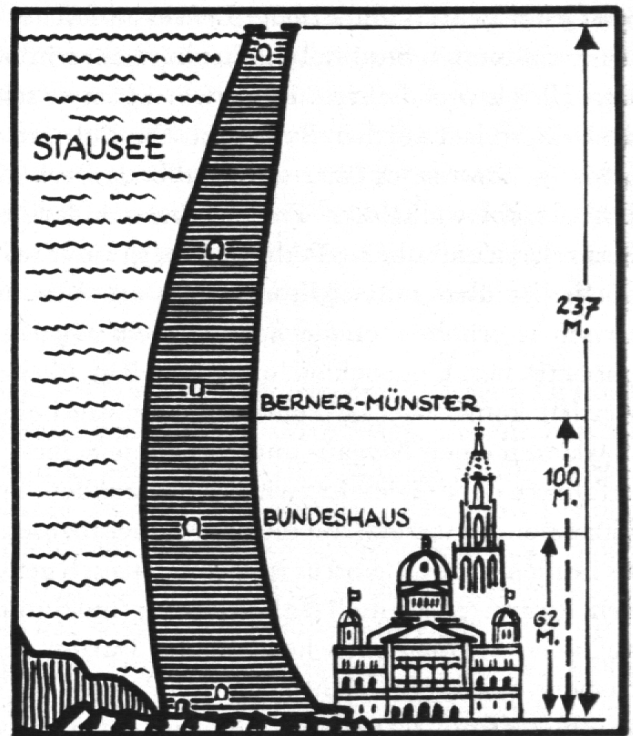 STAUSEE
237
M.
BERNER-MÜNSTER
100
M.
BUNDESHAUS
62
M.